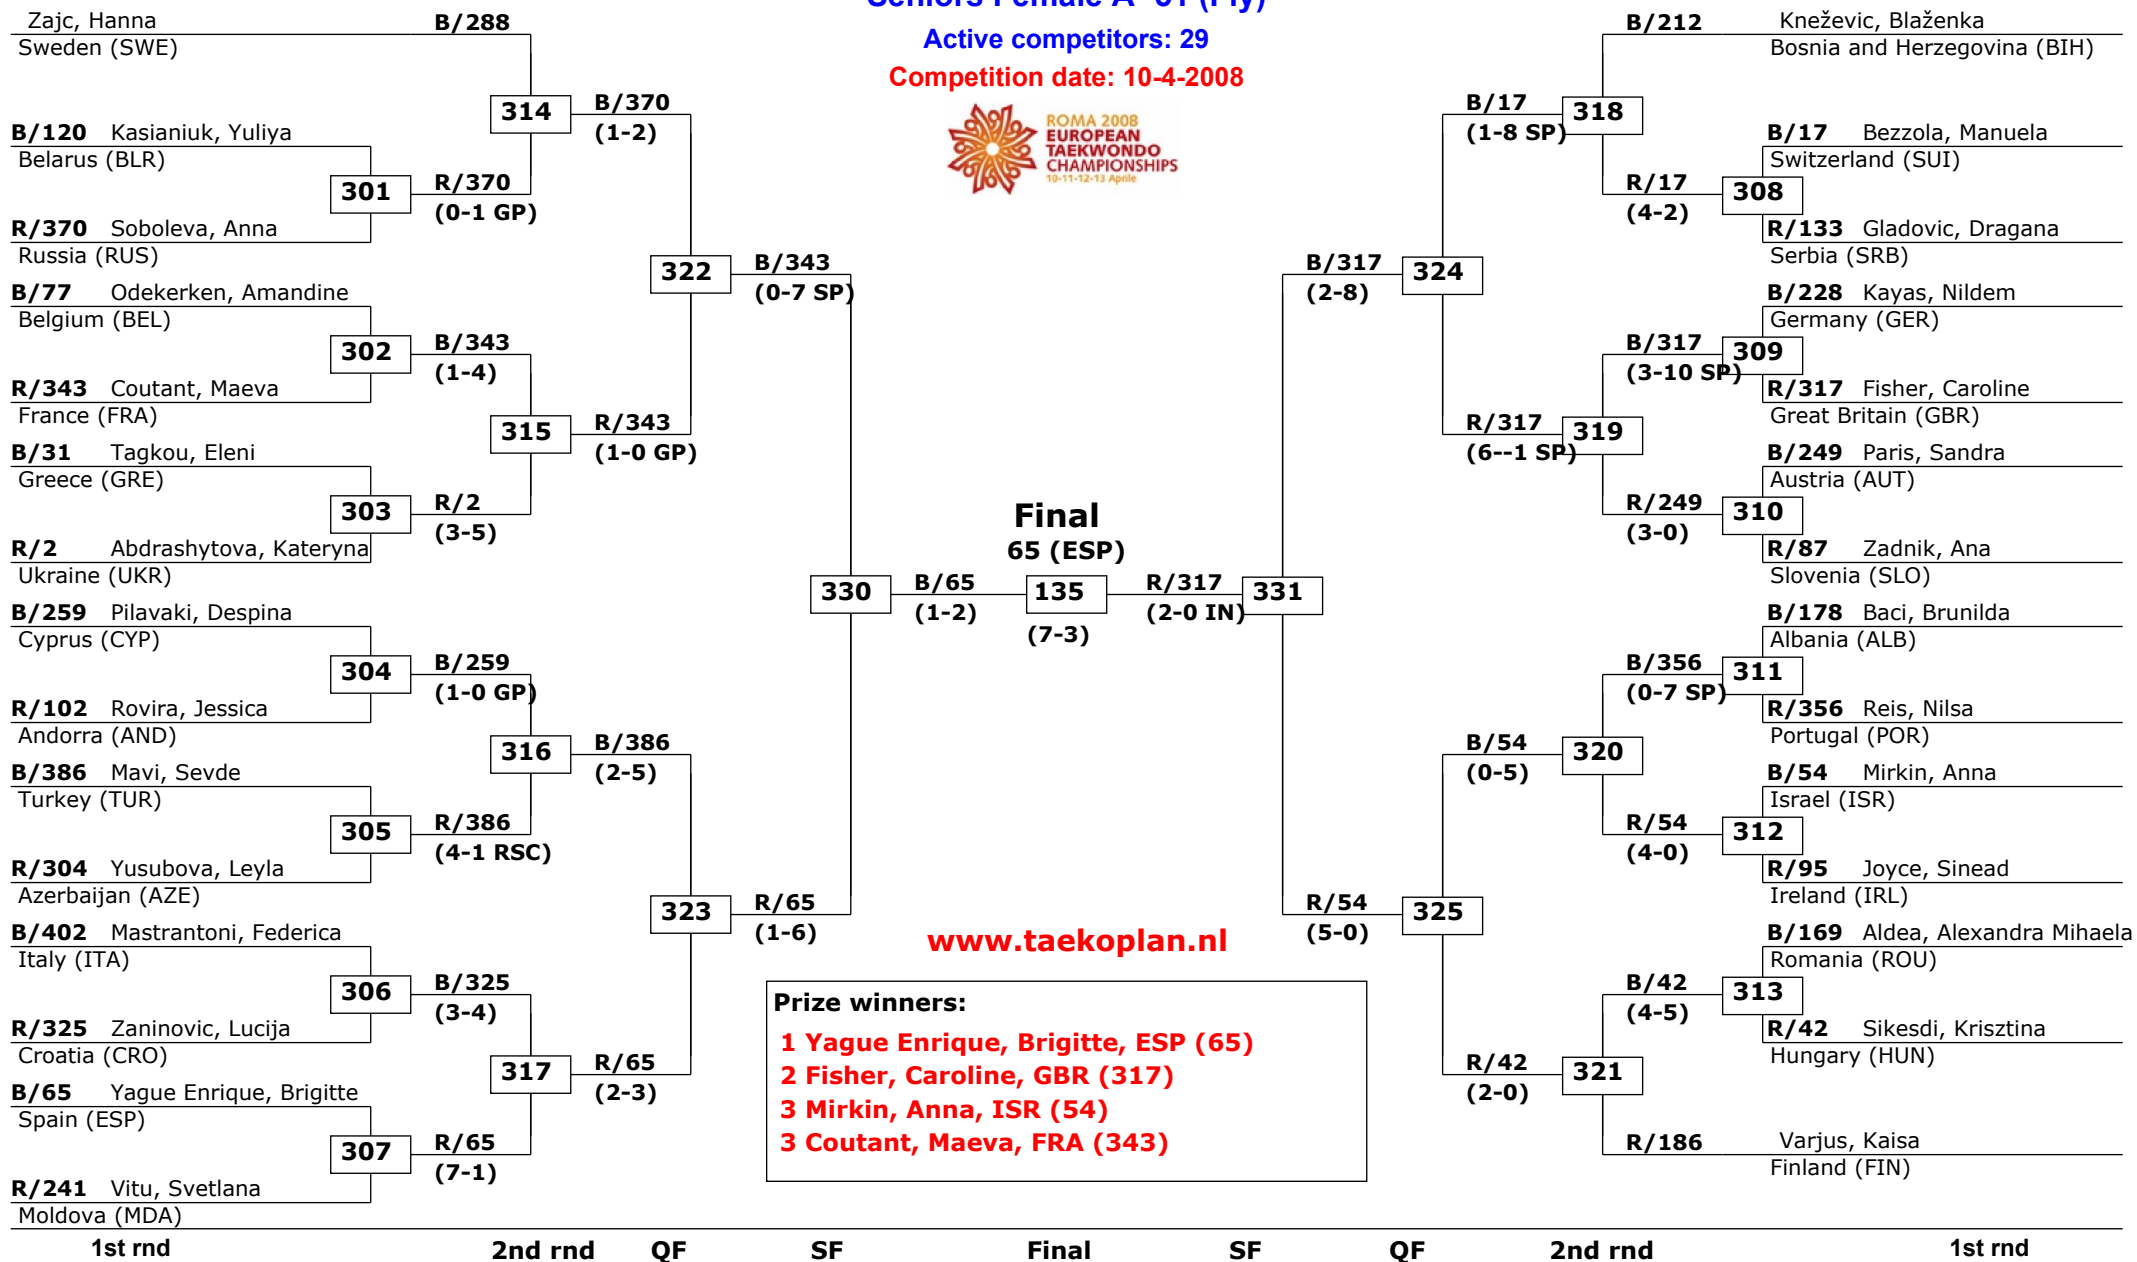 Seniors Female A -51 (Fly)
Active competitors: 29
Competition date: 10-4-2008
ROMA 2008
EUROPEAN
TAEKWONDO
CHAMPIONSHIPS
10-11-12-13 Aprile
Zajc, Hanna
B/288
Sweden (SWE)
314
B/370
(1-2)
B/120 Kasianiuk, Yuliya
Belarus (BLR)
301
R/370
(0-1 GP)
R/370 Soboleva, Anna
Russia (RUS)
322
B/343
(0-7 SP)
B/77 Odekerken, Amandine
Belgium (BEL)
302
B/343
(1-4)
R/343 Coutant, Maeva
France (FRA)
315
R/343
(1-0 GP)
B/31 Tagkou, Eleni
Greece (GRE)
303
R/2
(3-5)
R/2 Abdrashytova, Kateryna
Ukraine (UKR)
330
B/65
(1-2)
B/259 Pilavaki, Despina
Cyprus (CYP)
304
B/259
(1-0 GP)
R/102 Rovira, Jessica
Andorra (AND)
316
B/386
(2-5)
B/386 Mavi, Sevde
Turkey (TUR)
305
R/386
(4-1 RSC)
R/304 Yusubova, Leyla
Azerbaijan (AZE)
323
R/65
(1-6)
B/402 Mastrantoni, Federica
Italy (ITA)
306
B/325
(3-4)
R/325 Zaninovic, Lucija
Croatia (CRO)
317
R/65
(2-3)
B/65 Yague Enrique, Brigitte
Spain (ESP)
307
R/65
(7-1)
R/241 Vitu, Svetlana
Moldova (MDA)
Final
65 (ESP)
135
(7-3)
R/317
(2-0 IN)
331
B/212
Kneževic, Blaženka
Bosnia and Herzegovina (BIH)
B/17
(1-8 SP)
318
B/17 Bezzola, Manuela
Switzerland (SUI)
R/17
(4-2)
308
R/133 Gladovic, Dragana
Serbia (SRB)
B/317
(2-8)
324
B/228 Kayas, Nildem
Germany (GER)
B/317
(3-10 SP)
309
R/317 Fisher, Caroline
Great Britain (GBR)
R/317
(6--1 SP)
319
B/249 Paris, Sandra
Austria (AUT)
R/249
(3-0)
310
R/87 Zadnik, Ana
Slovenia (SLO)
B/178 Baci, Brunilda
Albania (ALB)
B/356
(0-7 SP)
311
R/356 Reis, Nilsa
Portugal (POR)
B/54
(0-5)
320
B/54 Mirkin, Anna
Israel (ISR)
R/54
(4-0)
312
R/95 Joyce, Sinead
Ireland (IRL)
R/54
(5-0)
325
B/169 Aldea, Alexandra Mihaela
Romania (ROU)
B/42
(4-5)
313
R/42 Sikesdi, Krisztina
Hungary (HUN)
R/42
(2-0)
321
R/186
Varjus, Kaisa
Finland (FIN)
www.taekoplan.nl
Prize winners:
1 Yague Enrique, Brigitte, ESP (65)
2 Fisher, Caroline, GBR (317)
3 Mirkin, Anna, ISR (54)
3 Coutant, Maeva, FRA (343)
1st rnd 2nd rnd QF SF Final SF QF 2nd rnd 1st rnd